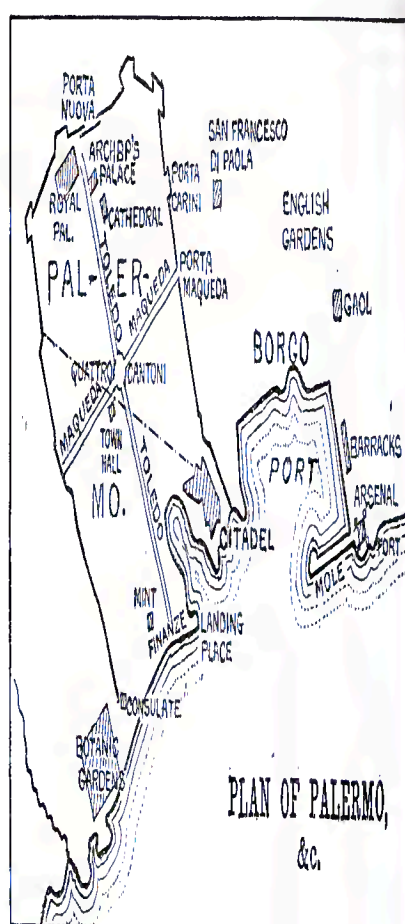 PORTA
NUOVA
ARCHBP'S
PALACE
ROYAL
PAL.
CATHEDRAL
PORTA
CARINI
SAN FRANCESCO
DI PAOLA
ENGLISH
GARDENS
PAL-ER-
TOLEDO
MAQUEDA
PORTA
MAQUEDA
GAOL
BORGO
QUATTRO CANTONI
MAQUEDA
TOWN
HALL
TOLEDO
MO.
PORT
BARRACKS
ARSENAL
FORT.
MOLE
CITADEL
MINT
FINANZE
LANDING
PLACE
CONSULATE
BOTANIC
GARDENS
PLAN OF PALERMO,
&c.